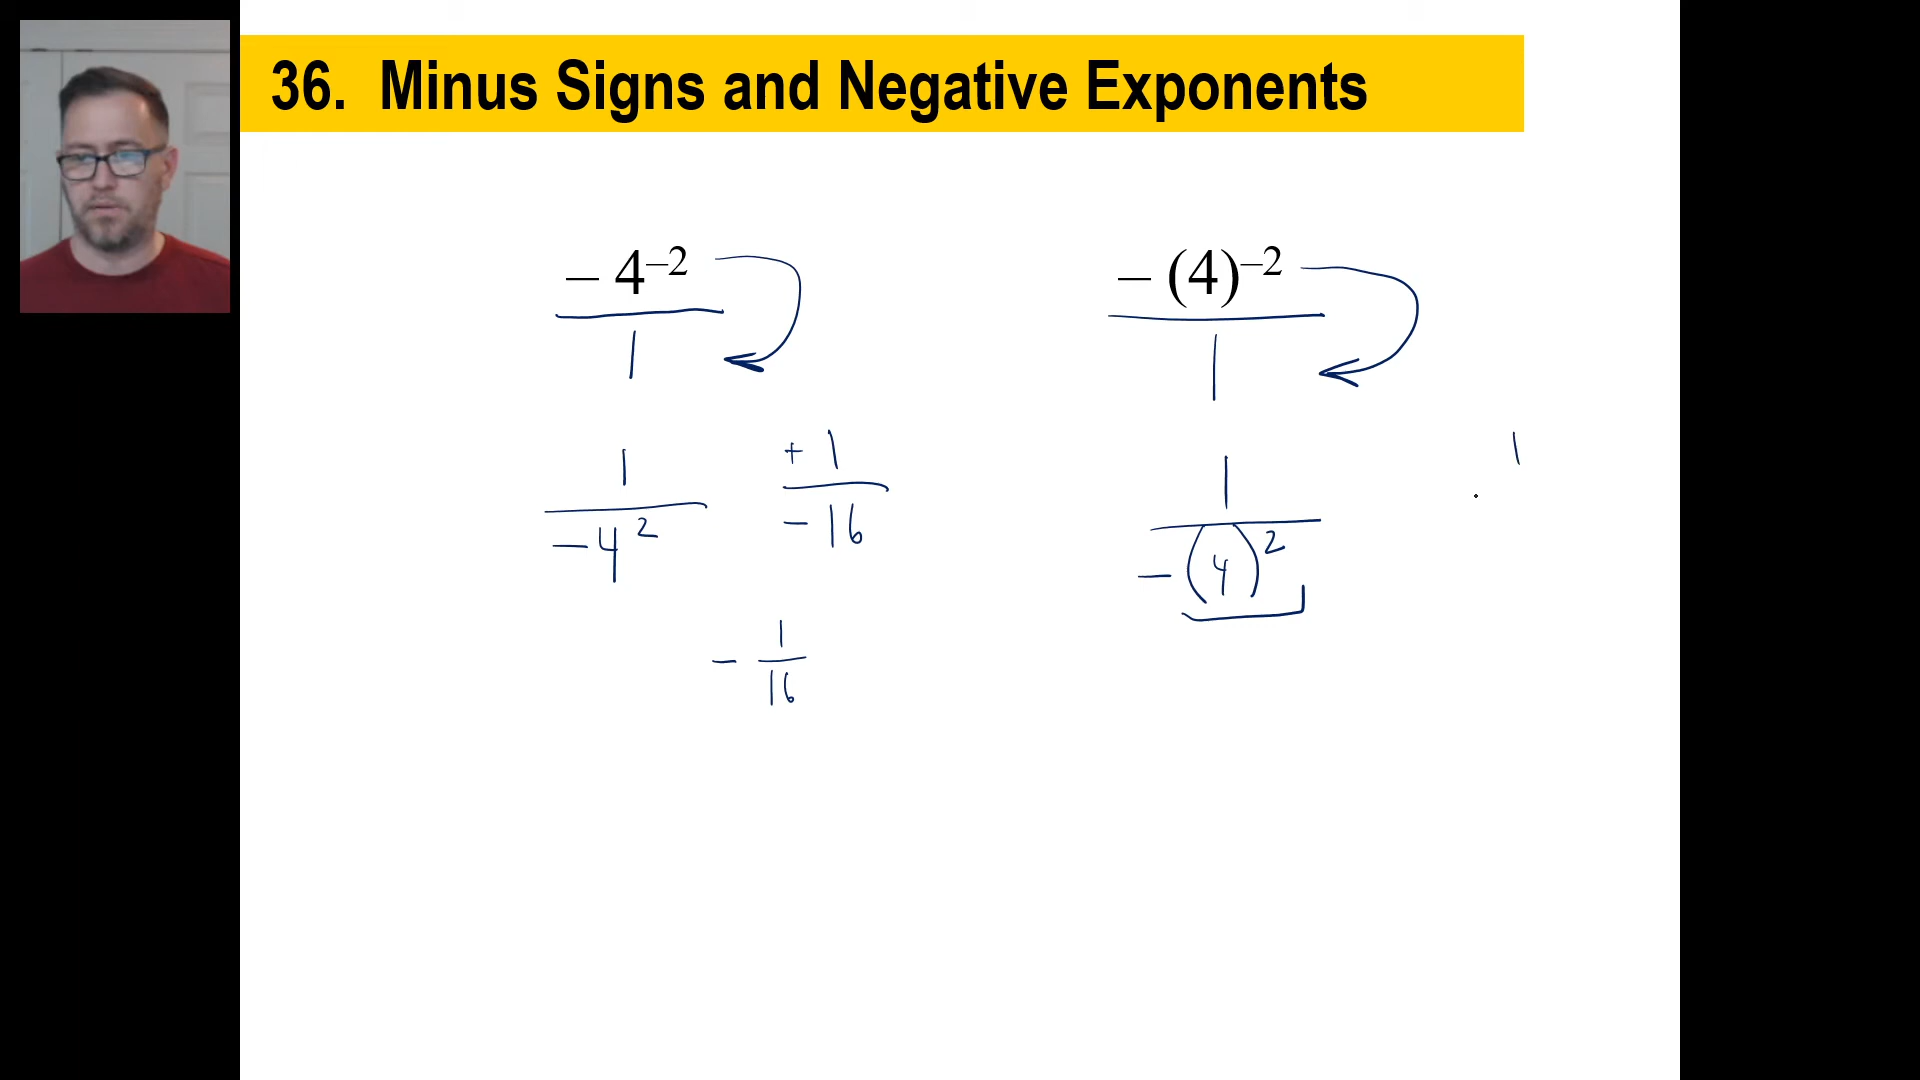 36. Minus Signs and Negative Exponents
– 4^–2 / 1
– (4)^–2 / 1
1 / – 4^2
+ 1 / – 16
1 / – (4)^2
1
– 1 / 16